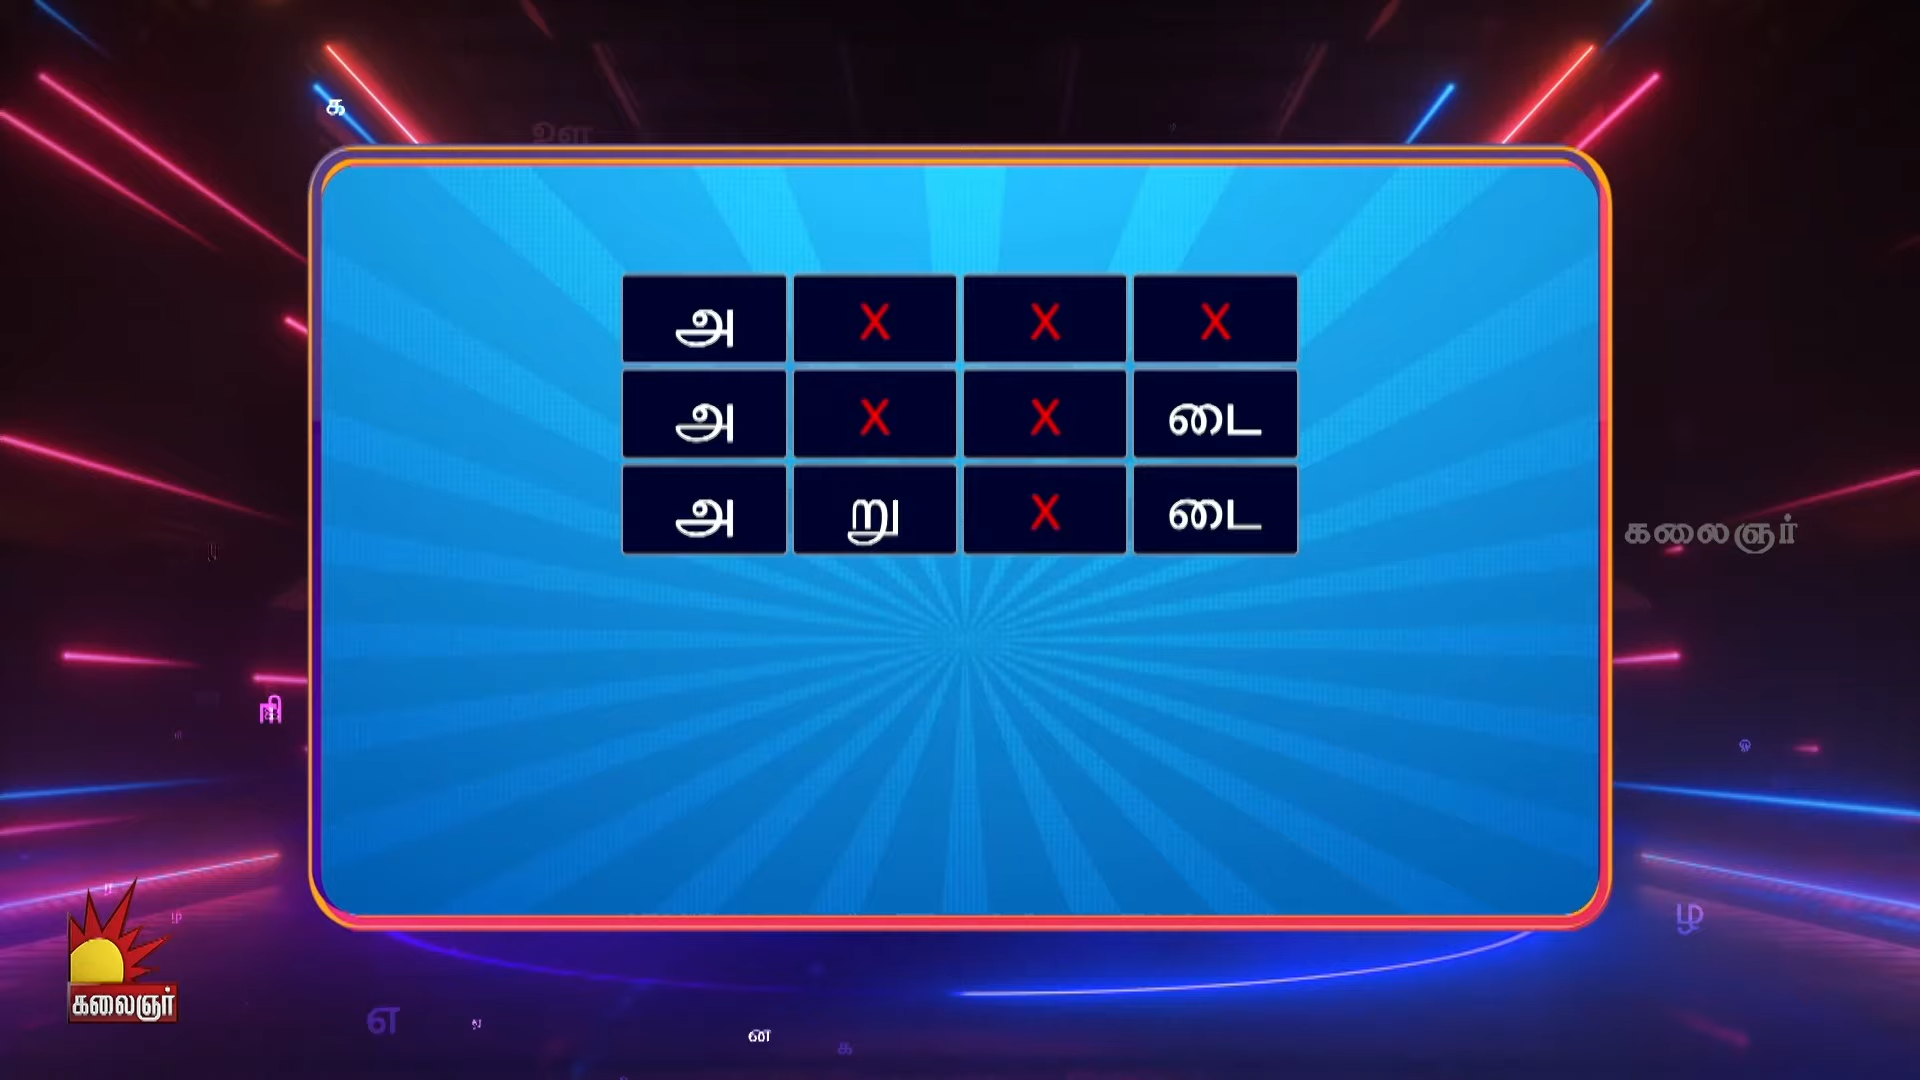 க
ஊ
அ X X X
அ X X டை
அ று X டை
கலைஞர்
ஓ
ழ
கலைஞர்
எ
ன
க